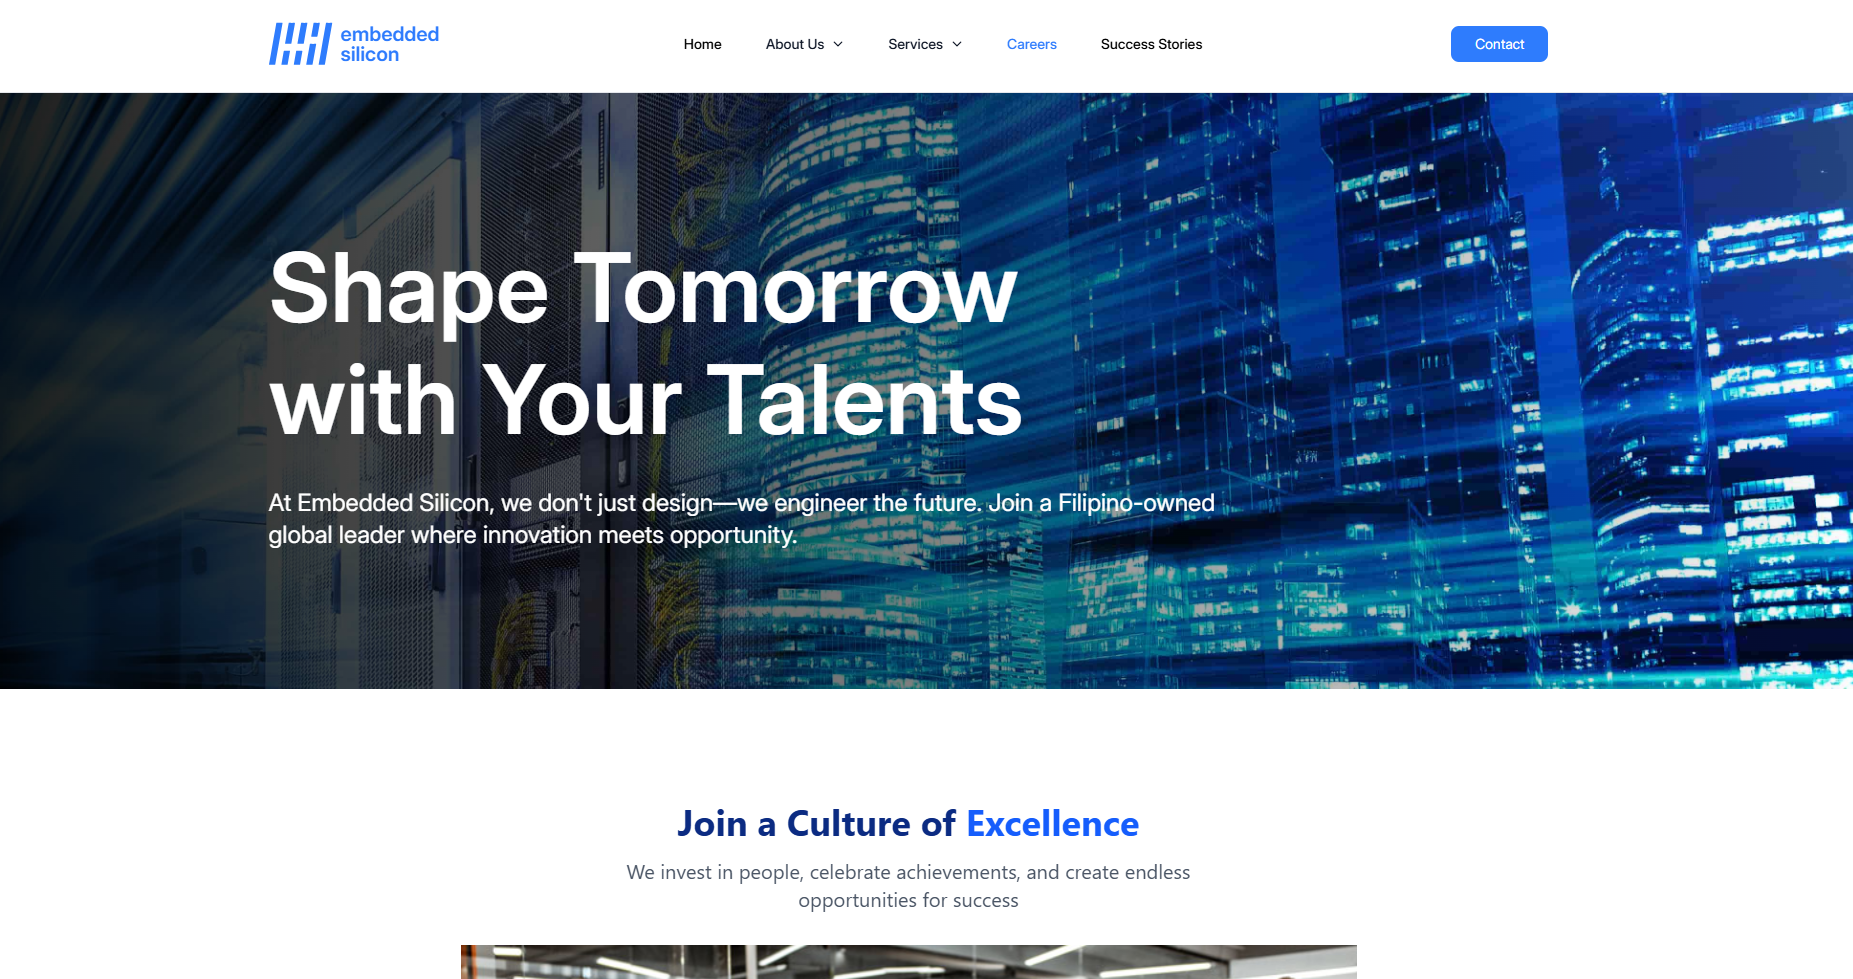 embedded
silicon
Home
About Us
Services
Careers
Success Stories
Contact
Shape Tomorrow
with Your Talents
At Embedded Silicon, we don't just design—we engineer the future. Join a Filipino-owned
global leader where innovation meets opportunity.
Join a Culture of Excellence
We invest in people, celebrate achievements, and create endless
opportunities for success